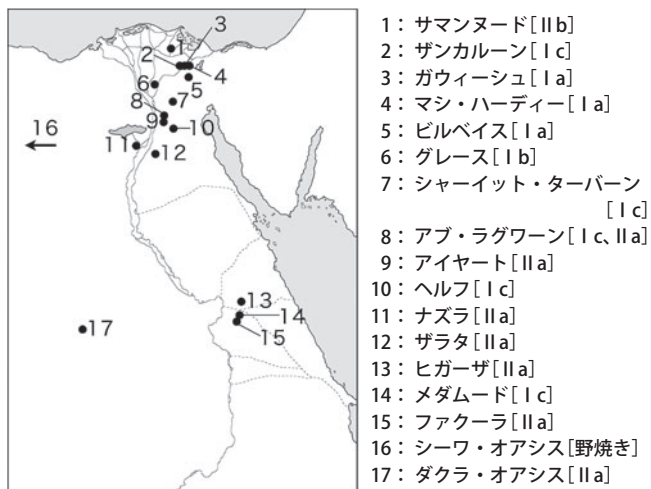 3
1
2
4
6
5
8
7
9
16
10
11
12
13
14
17
15
1：サマンヌード[Ⅱb]
2：ザンカルーン[Ⅰc]
3：ガウィーシュ[Ⅰa]
4：マシ・ハーディー[Ⅰa]
5：ビルベイス[Ⅰa]
6：グレース[Ⅰb]
7：シャーイット・ターバーン
[Ⅰc]
8：アブ・ラグワーン[Ⅰc、Ⅱa]
9：アイヤート[Ⅱa]
10：ヘルフ[Ⅰc]
11：ナズラ[Ⅱa]
12：ザラタ[Ⅱa]
13：ヒガーザ[Ⅱa]
14：メダムード[Ⅰc]
15：ファクーラ[Ⅱa]
16：シーワ・オアシス[野焼き]
17：ダクラ・オアシス[Ⅱa]